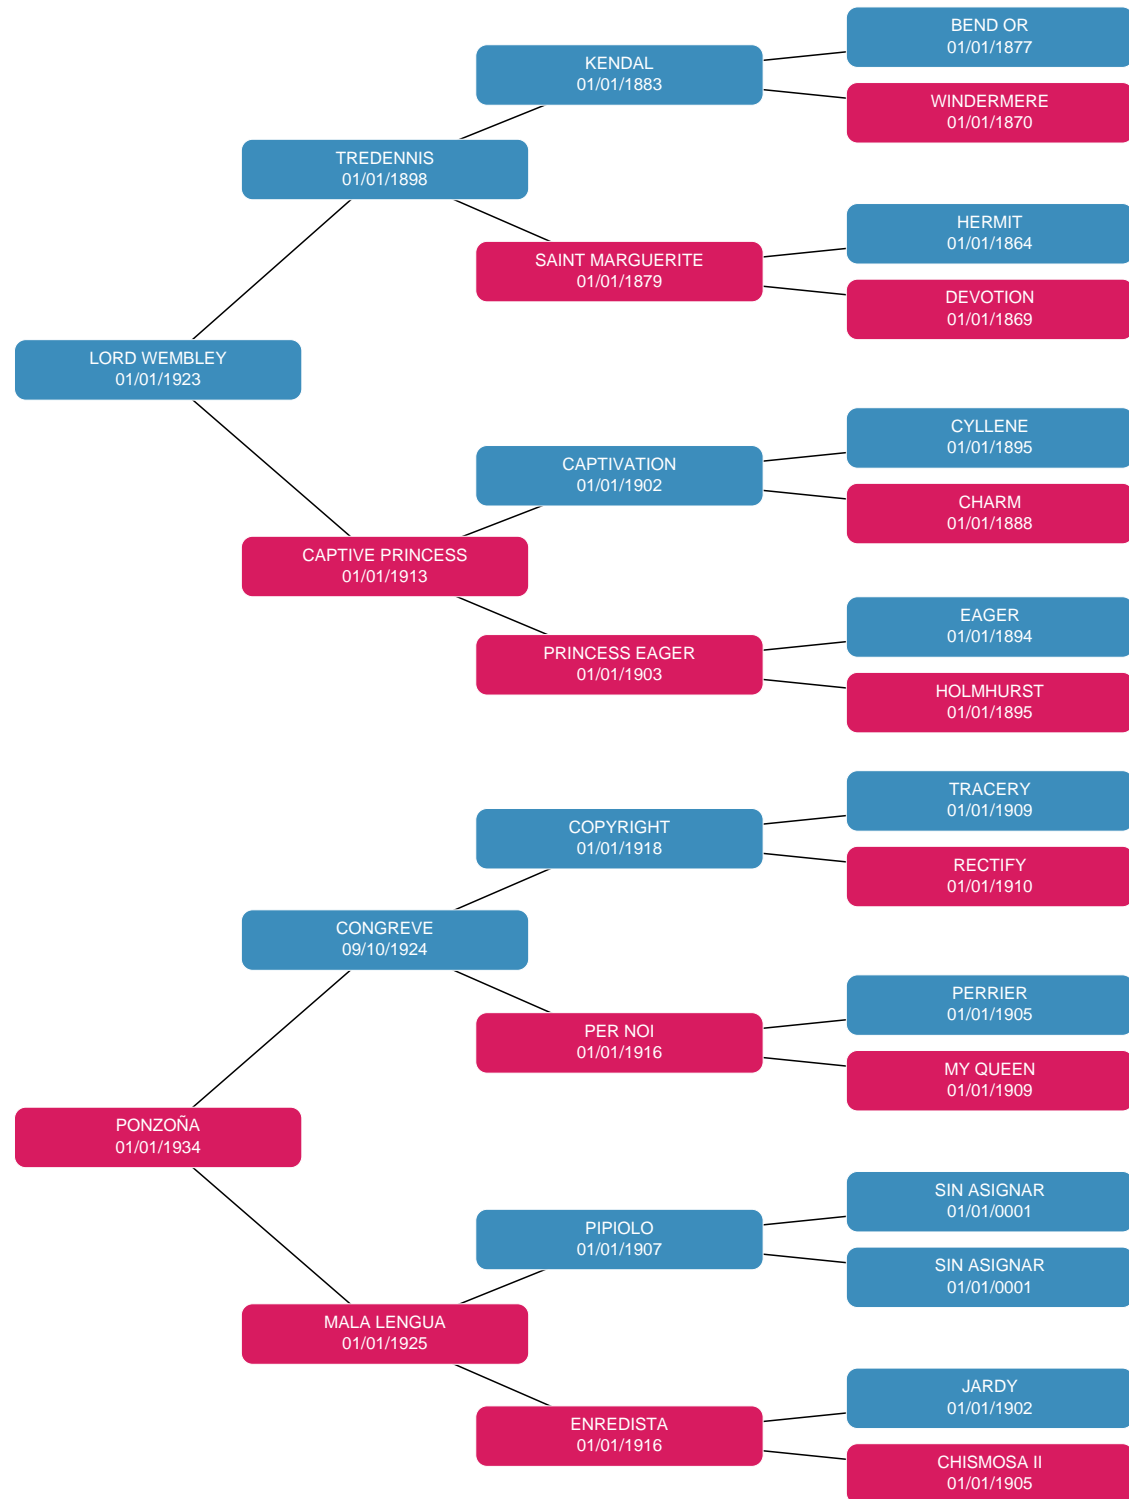 BEND OR
01/01/1877
KENDAL
01/01/1883
WINDERMERE
01/01/1870
TREDENNIS
01/01/1898
HERMIT
01/01/1864
SAINT MARGUERITE
01/01/1879
DEVOTION
01/01/1869
LORD WEMBLEY
01/01/1923
CYLLENE
01/01/1895
CAPTIVATION
01/01/1902
CHARM
01/01/1888
CAPTIVE PRINCESS
01/01/1913
EAGER
01/01/1894
PRINCESS EAGER
01/01/1903
HOLMHURST
01/01/1895
TRACERY
01/01/1909
COPYRIGHT
01/01/1918
RECTIFY
01/01/1910
CONGREVE
09/10/1924
PERRIER
01/01/1905
PER NOI
01/01/1916
MY QUEEN
01/01/1909
PONZOÑA
01/01/1934
SIN ASIGNAR
01/01/0001
PIPIOLO
01/01/1907
SIN ASIGNAR
01/01/0001
MALA LENGUA
01/01/1925
JARDY
01/01/1902
ENREDISTA
01/01/1916
CHISMOSA II
01/01/1905